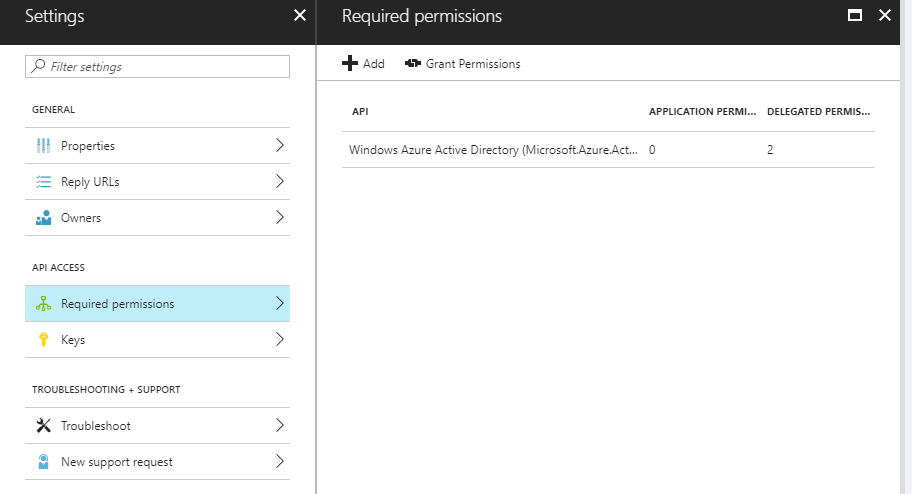 Settings
Filter settings
GENERAL
Properties
Reply URLs
Owners
API ACCESS
Required permissions
Keys
TROUBLESHOOTING + SUPPORT
Troubleshoot
New support request
Required permissions
Add Grant Permissions
API APPLICATION PERMI... DELEGATED PERMIS...
Windows Azure Active Directory (Microsoft.Azure.Act... 0 2